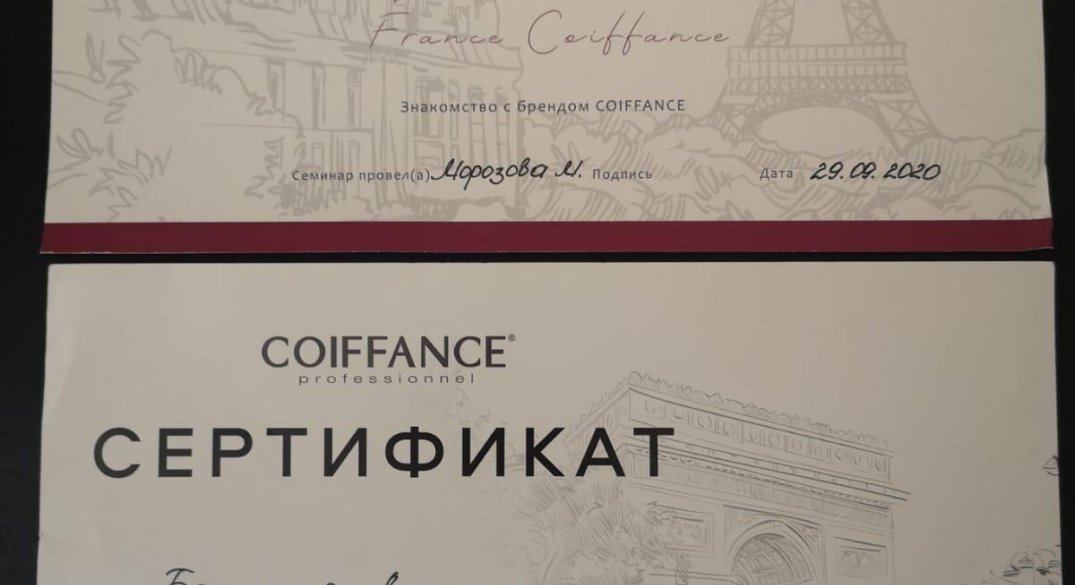 France Coiffance
Знакомство с брендом COIFFANCE
Семинар провел(а) Морозова М. Подпись Дата 29.09.2020
COIFFANCE®
professionnel
СЕРТИФИКАТ